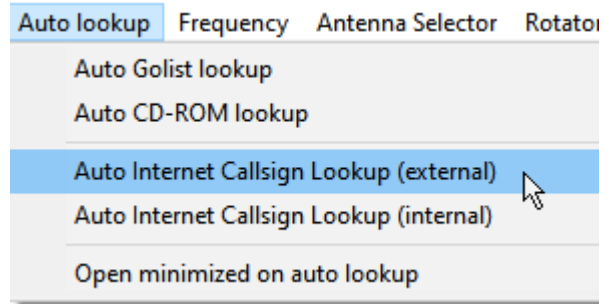 Auto lookup Frequency Antenna Selector Rotator
Auto Golist lookup
Auto CD-ROM lookup
Auto Internet Callsign Lookup (external)
Auto Internet Callsign Lookup (internal)
Open minimized on auto lookup